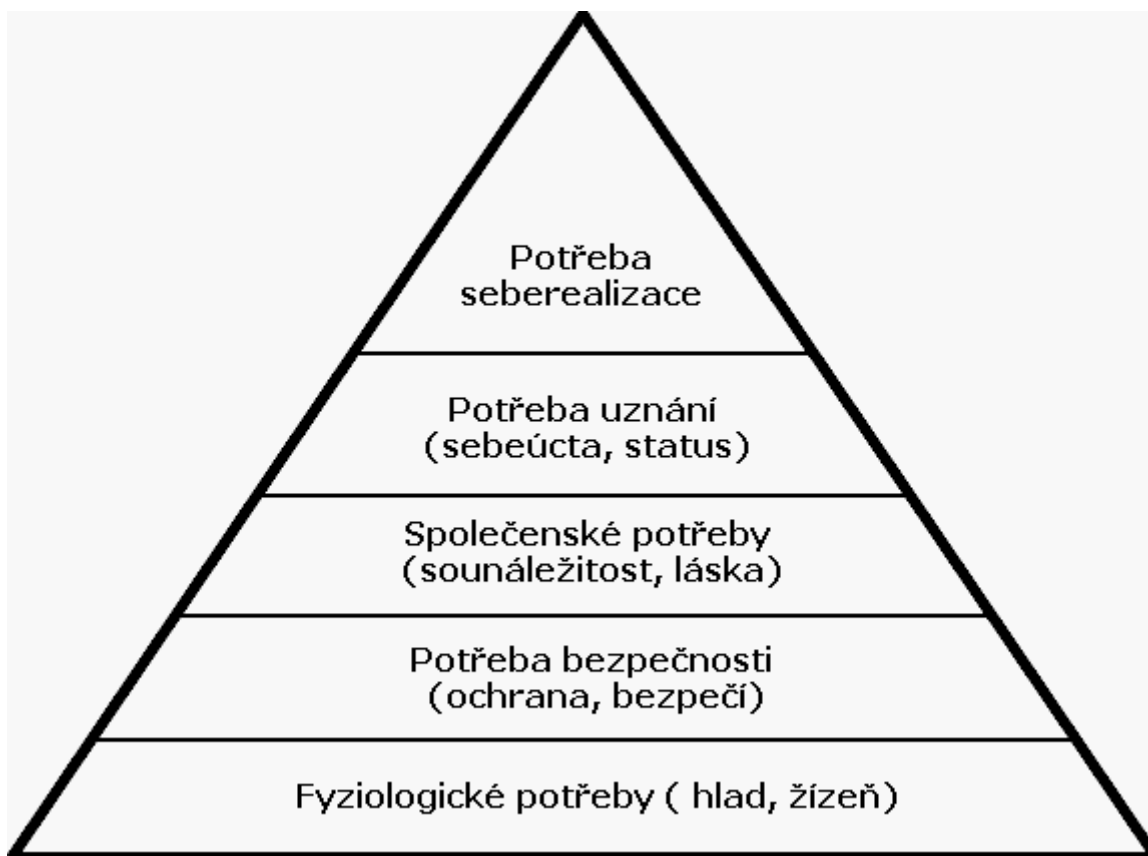 Potřeba
seberealizace
Potřeba uznání
(sebeúcta, status)
Společenské potřeby
(sounáležitost, láska)
Potřeba bezpečnosti
(ochrana, bezpečí)
Fyziologické potřeby ( hlad, žízeň)